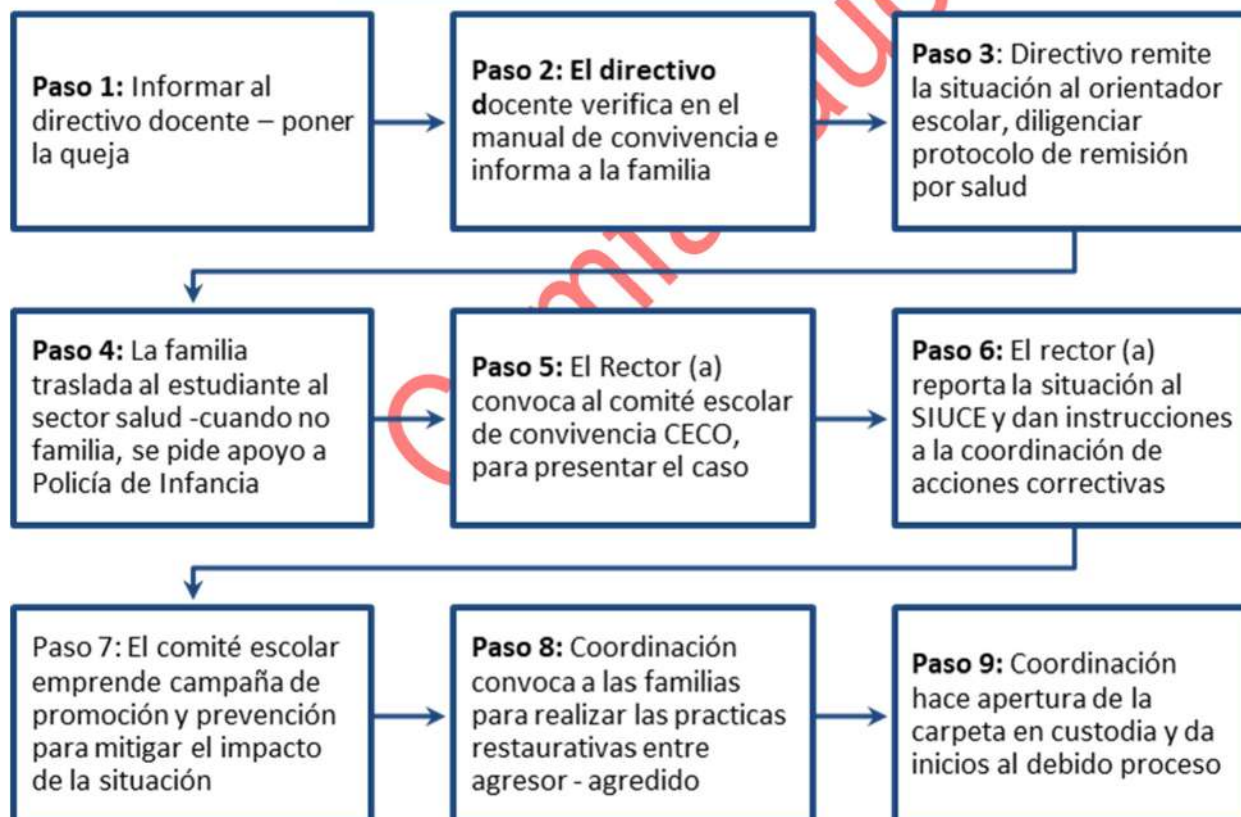 Paso 1: Informar al
directivo docente – poner
la queja
Paso 2: El directivo
docente verifica en el
manual de convivencia e
informa a la familia
Paso 3: Directivo remite
la situación al orientador
escolar, diligenciar
protocolo de remisión
por salud
Paso 4: La familia
traslada al estudiante al
sector salud -cuando no
familia, se pide apoyo a
Policía de Infancia
Paso 5: El Rector (a)
convoca al comité escolar
de convivencia CECO,
para presentar el caso
Paso 6: El rector (a)
reporta la situación al
SIUCE y dan instrucciones
a la coordinación de
acciones correctivas
Paso 7: El comité escolar
emprende campaña de
promoción y prevención
para mitigar el impacto
de la situación
Paso 8: Coordinación
convoca a las familias
para realizar las practicas
restaurativas entre
agresor - agredido
Paso 9: Coordinación
hace apertura de la
carpeta en custodia y da
inicios al debido proceso